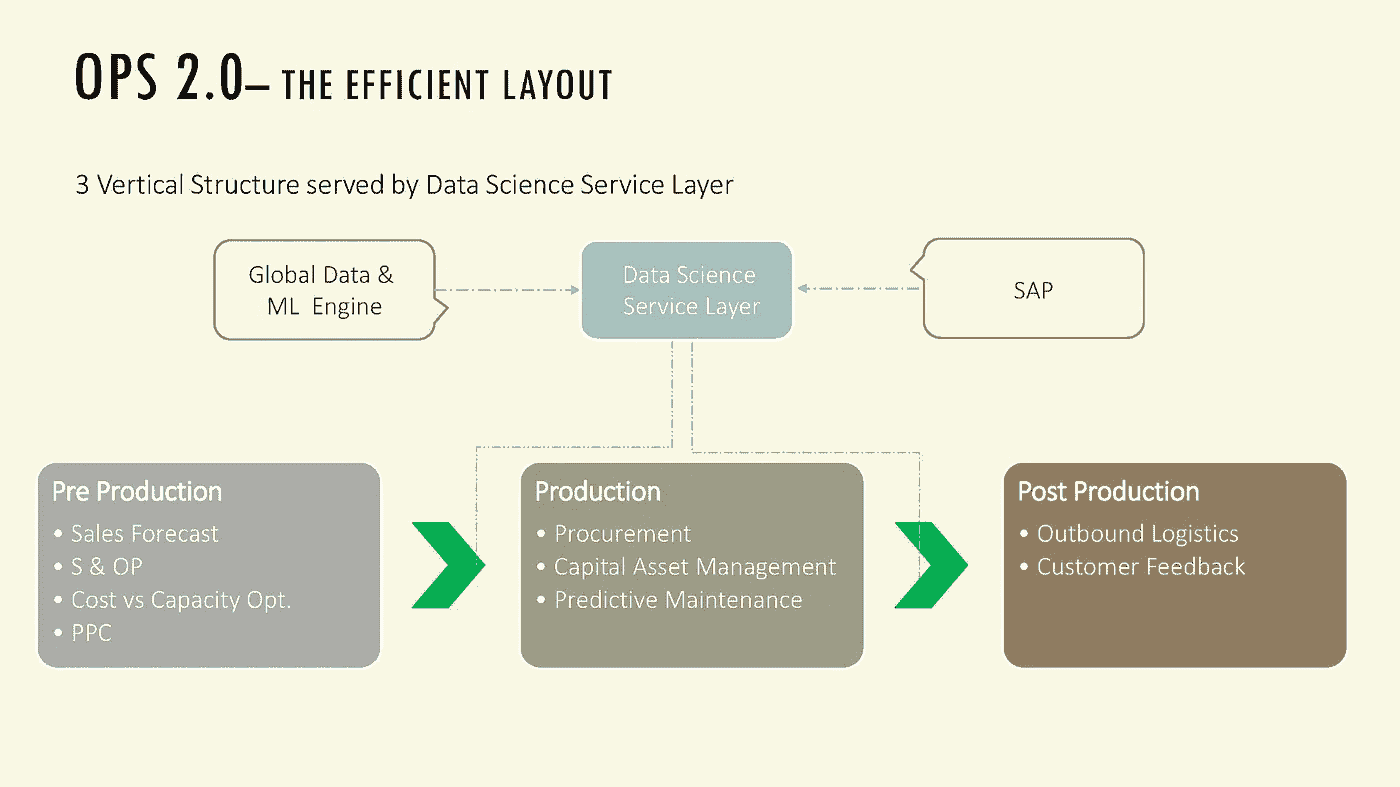 OPS 2.0– THE EFFICIENT LAYOUT
3 Vertical Structure served by Data Science Service Layer
Global Data &
ML Engine
Data Science
Service Layer
SAP
Pre Production
• Sales Forecast
• S & OP
• Cost vs Capacity Opt.
• PPC
Production
• Procurement
• Capital Asset Management
• Predictive Maintenance
Post Production
• Outbound Logistics
• Customer Feedback